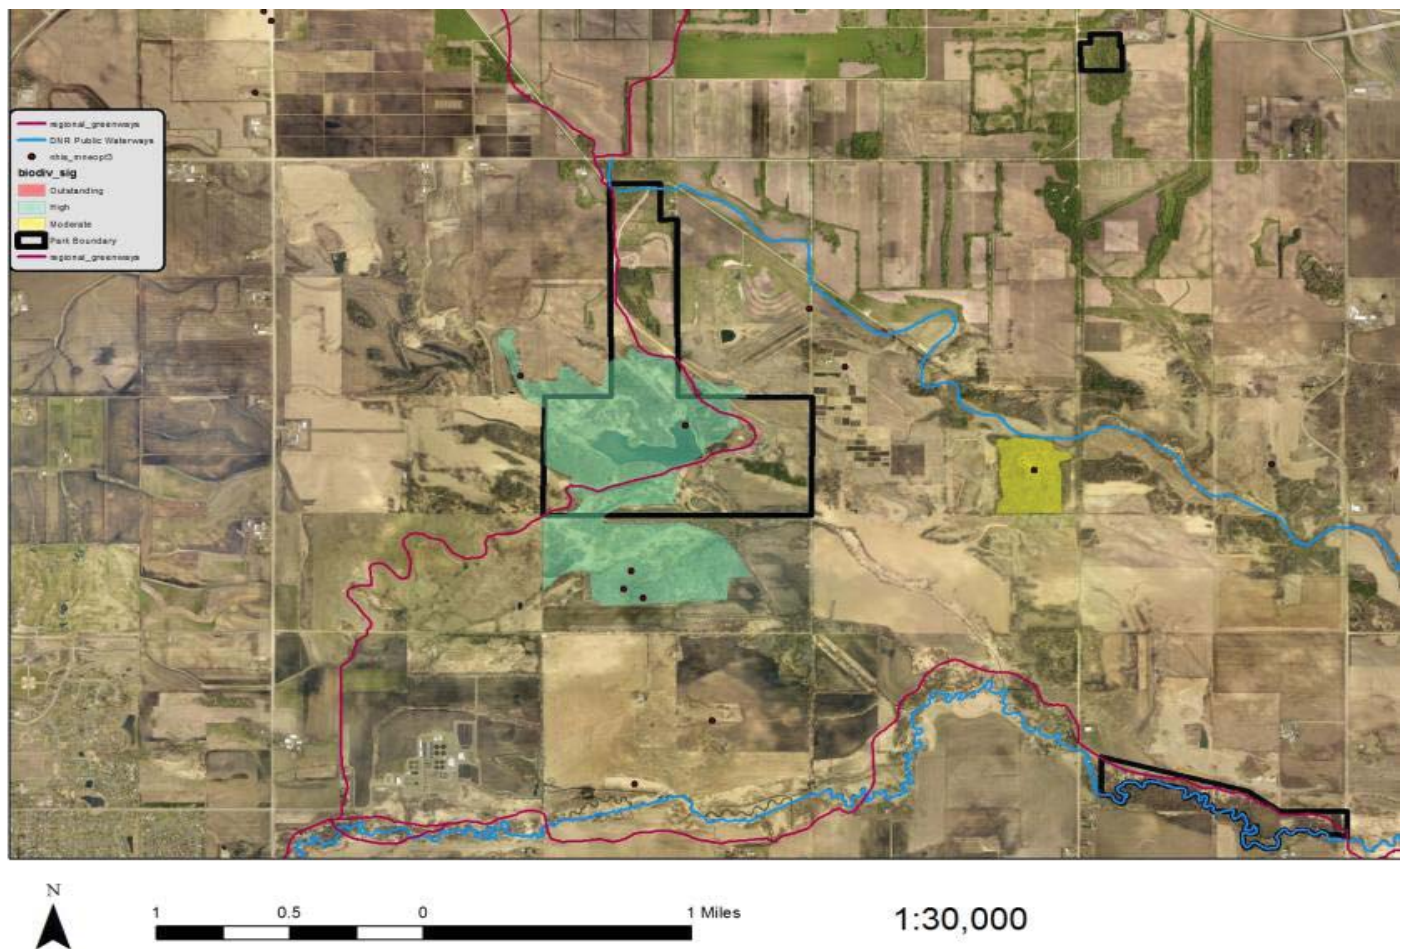 regional_greenways
DNR Public Waterways
nhis_mnecpt3
biodiv_sig
Outstanding
High
Moderate
Park Boundary
regional_greenways
N
1 0.5 0 1 Miles
1:30,000